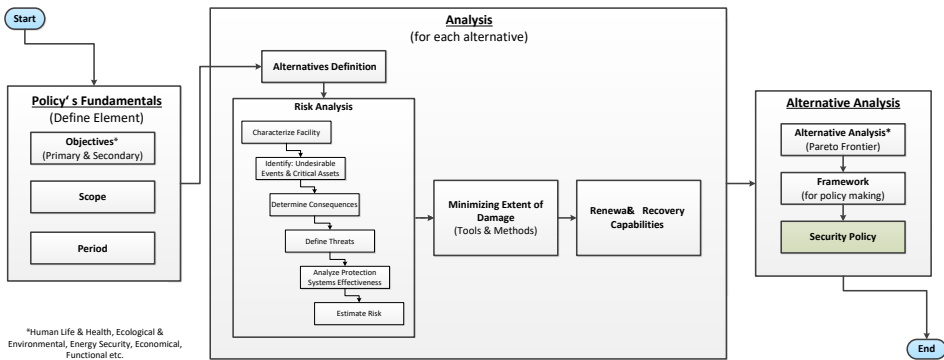 Start
Policy‘s Fundamentals
(Define Element)
Objectives*
(Primary & Secondary)
Scope
Period
*Human Life & Health, Ecological &
Environmental, Energy Security, Economical,
Functional etc.
Analysis
(for each alternative)
Alternatives Definition
Risk Analysis
Characterize Facility
Identify: Undesirable
Events & Critical Assets
Determine Consequences
Define Threats
Analyze Protection
Systems Effectiveness
Estimate Risk
Minimizing Extent of
Damage
(Tools & Methods)
Renewal& Recovery
Capabilities
Alternative Analysis
Alternative Analysis*
(Pareto Frontier)
Framework
(for policy making)
Security Policy
End